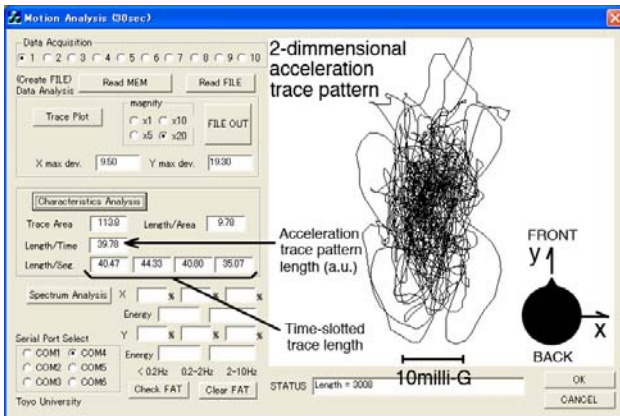 Motion Analysis (30sec)
Data Acquisition
1 2 3 4 5 6 7 8 9 10
(Create FILE)
Read MEM
Read FILE
Data Analysis
magnify
Trace Plot
x1 x10
x5 x20
FILE OUT
X max dev. 9.50 Y max dev. 19.30
Characteristics Analysis
Trace Area 113.9 Length/Area 9.78
Length/Time 39.78
Length/Seg. 40.47 44.33 40.80 35.07
Spectrum Analysis X % % %
Energy
Y % % %
Energy
< 0.2Hz 0.2-2Hz 2-10Hz
Serial Port Select
COM1 COM4
COM2 COM5
COM3 COM6
Check FAT Clear FAT
Toyo University
2-dimmensional
acceleration
trace pattern
Acceleration
trace pattern
length (a.u.)
Time-slotted
trace length
FRONT
y
x
BACK
10milli-G
STATUS Length = 3008
OK
CANCEL